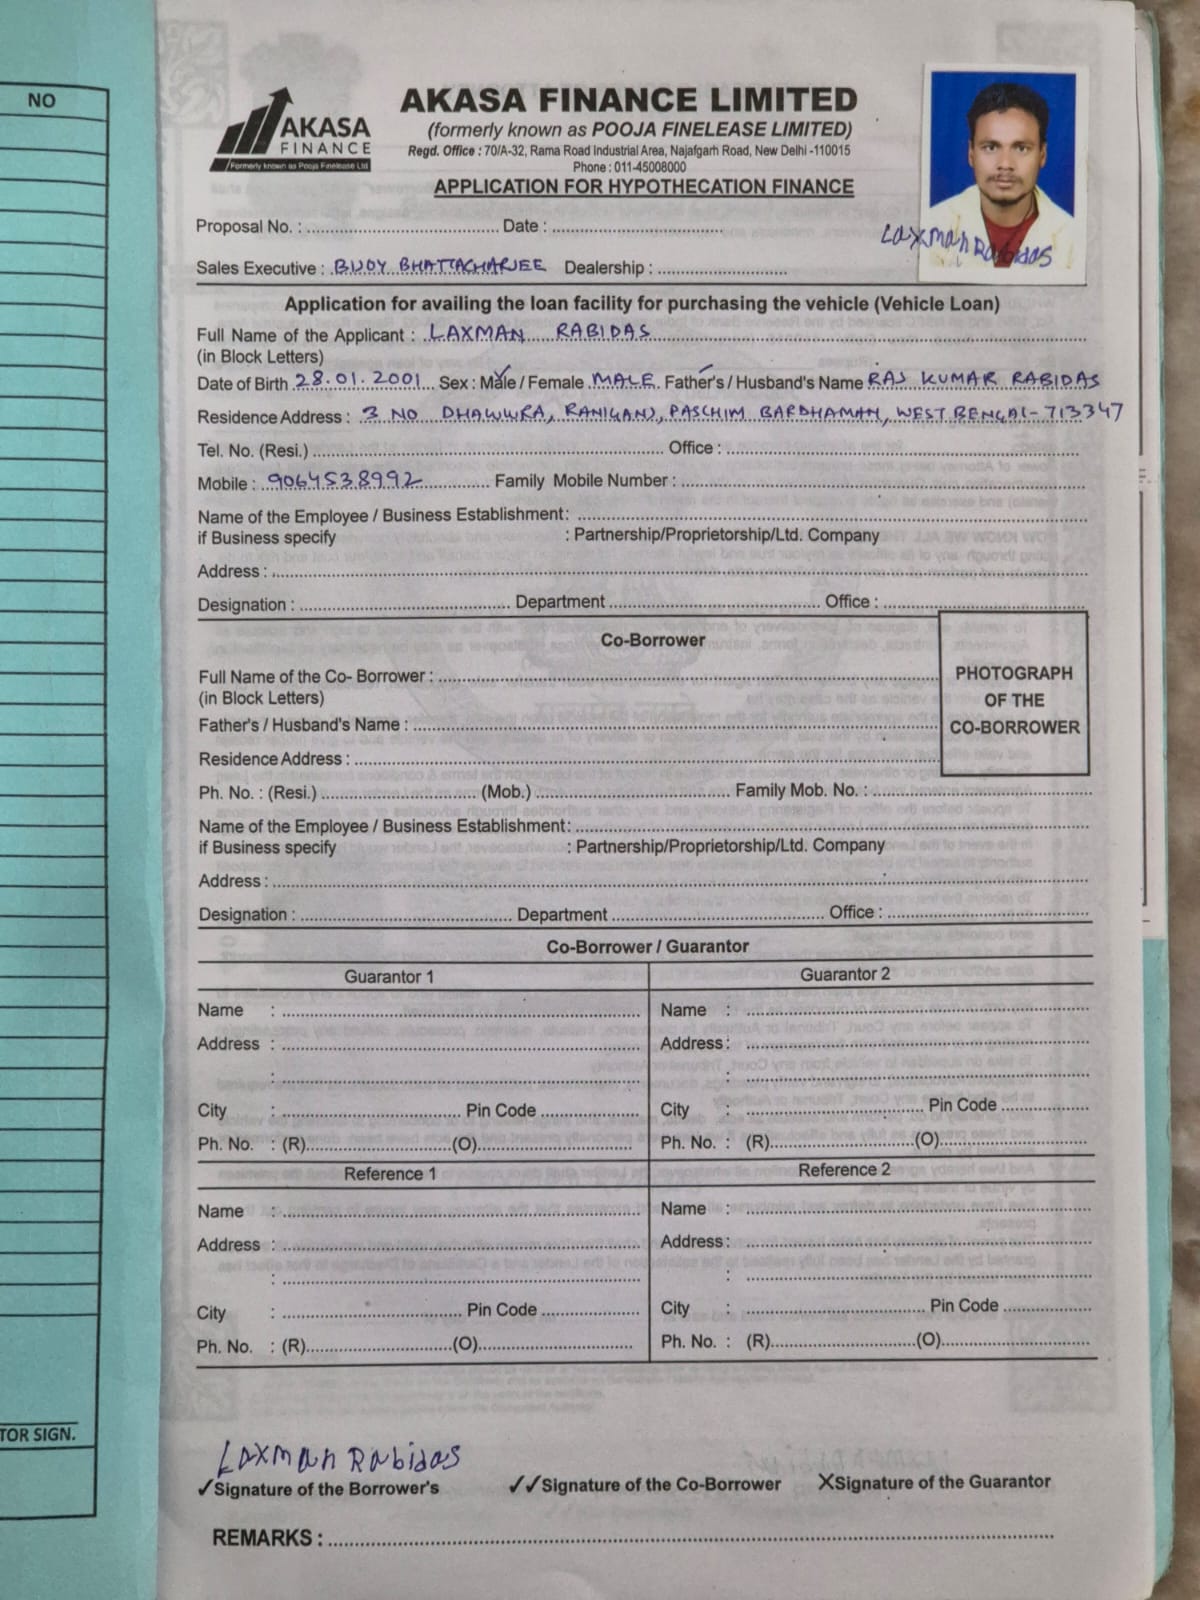 NO
TOR SIGN.
AKASA
FINANCE
Formerly known as Pooja Finelease Ltd
AKASA FINANCE LIMITED
(formerly known as POOJA FINELEASE LIMITED)
Regd. Office : 70/A-32, Rama Road Industrial Area, Najafgarh Road, New Delhi -110015
Phone : 011-45008000
APPLICATION FOR HYPOTHECATION FINANCE
Laxman Rabidas
Proposal No. : ............ Date : ............
Sales Executive : BIJOY BHATTACHARJEE Dealership : ............
Application for availing the loan facility for purchasing the vehicle (Vehicle Loan)
Full Name of the Applicant : LAXMAN RABIDAS
(in Block Letters)
Date of Birth 28.01.2001 Sex : Male / Female MALE Father's / Husband's Name RAJ KUMAR RABIDAS
Residence Address : 3 NO DHAWWRA, RANIGANJ, PASCHIM BARDHAMAN, WEST BENGAL-713347
Tel. No. (Resi.) ............ Office : ............
Mobile : 9064538992 Family Mobile Number : ............
Name of the Employee / Business Establishment: ............
if Business specify : Partnership/Proprietorship/Ltd. Company
Address : ............
Designation : ............ Department ............ Office : ............
Co-Borrower
Full Name of the Co- Borrower : ............
(in Block Letters)
Father's / Husband's Name : ............
Residence Address : ............
PHOTOGRAPH
OF THE
CO-BORROWER
Ph. No. : (Resi.) ............ (Mob.) ............ Family Mob. No. : ............
Name of the Employee / Business Establishment: ............
if Business specify : Partnership/Proprietorship/Ltd. Company
Address : ............
Designation : ............ Department ............ Office : ............
Co-Borrower / Guarantor
Guarantor 1 Guarantor 2
Name : ............ Name : ............
Address : ............ Address : ............
: ............ : ............
City : ............ Pin Code ............ City : ............ Pin Code ............
Ph. No. : (R)............(O)............ Ph. No. : (R)............(O)............
Reference 1 Reference 2
Name : ............ Name : ............
Address : ............ Address : ............
: ............ : ............
City : ............ Pin Code ............ City : ............ Pin Code ............
Ph. No. : (R)............(O)............ Ph. No. : (R)............(O)............
Laxman Rabidas
✓Signature of the Borrower's ✓✓Signature of the Co-Borrower XSignature of the Guarantor
REMARKS : ............